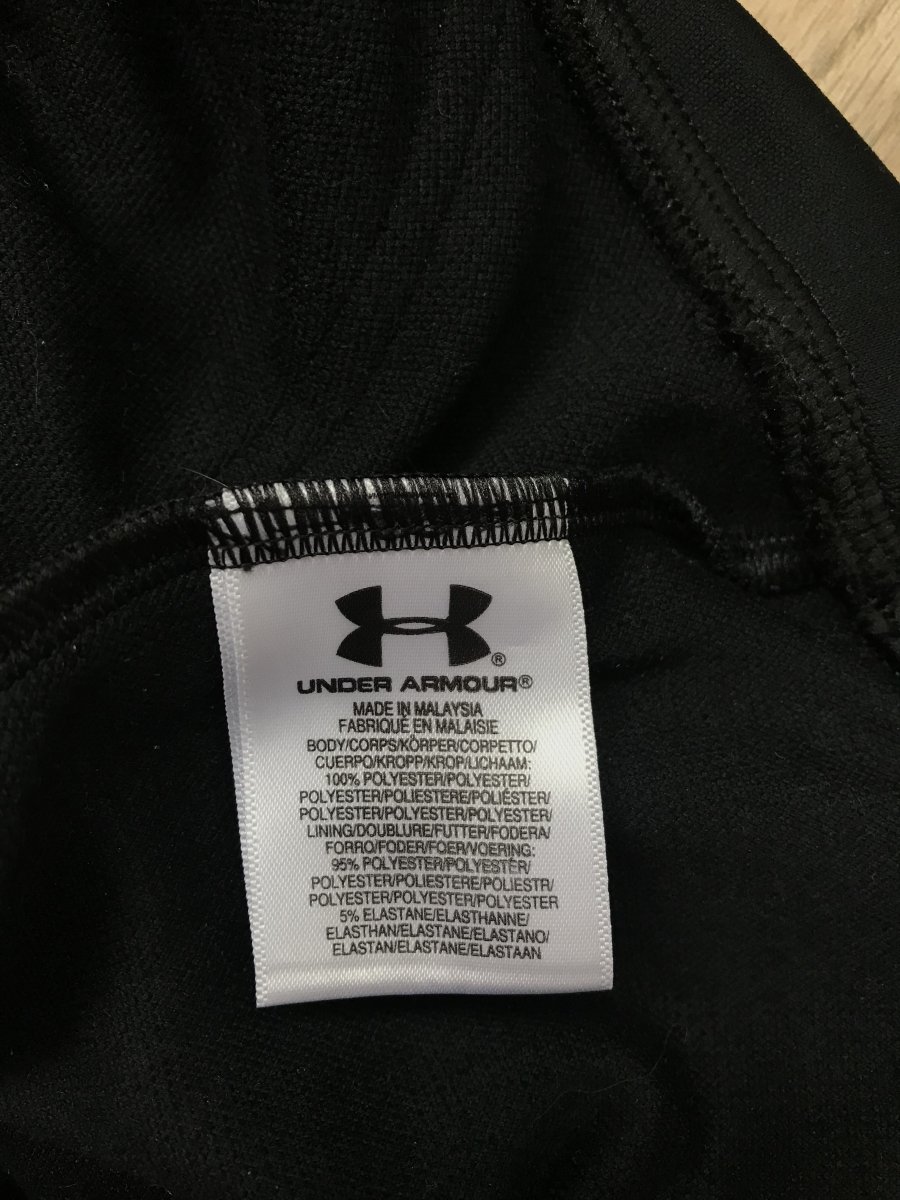 ®
UNDER ARMOUR®
MADE IN MALAYSIA
FABRIQUÉ EN MALAISIE
BODY/CORPS/KÖRPER/CORPETTO/
CUERPO/KROPP/KROP/LICHAAM:
100% POLYESTER/POLYESTER/
POLYESTER/POLIESTERE/POLIÉSTER/
POLYESTER/POLYESTER/POLYESTER/
LINING/DOUBLURE/FUTTER/FODERA/
FORRO/FODER/FOER/VOERING:
95% POLYESTER/POLYESTÉR/
POLYESTER/POLIESTERE/POLIESTR/
POLYESTER/POLYESTER/POLYESTER
5% ELASTANE/ELASTHANNE/
ELASTHAN/ELASTANE/ELASTANO/
ELASTAN/ELASTANE/ELASTAAN